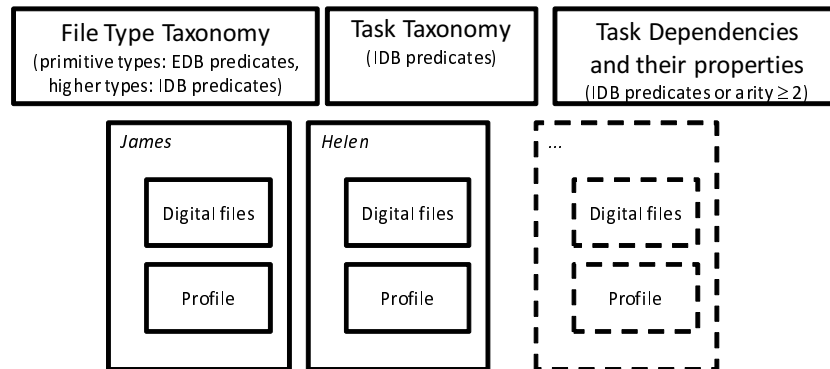 File Type Taxonomy
(primitive types: EDB predicates,
higher types: IDB predicates)
Task Taxonomy
(IDB predicates)
Task Dependencies
and their properties
(IDB predicates or arity ≥ 2)
James
Digital files
Profile
Helen
Digital files
Profile
...
Digital files
Profile